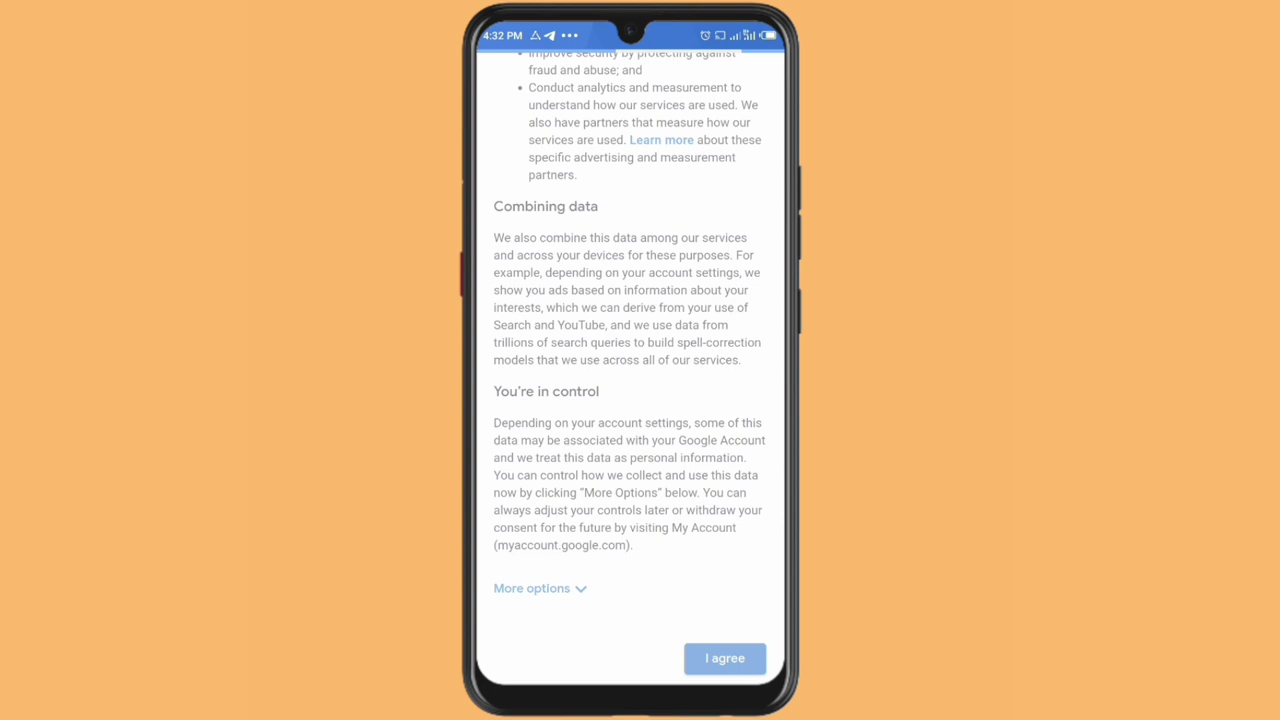 4:32 PM
Improve security by protecting against
fraud and abuse; and
• Conduct analytics and measurement to
understand how our services are used. We
also have partners that measure how our
services are used. Learn more about these
specific advertising and measurement
partners.
Combining data
We also combine this data among our services
and across your devices for these purposes. For
example, depending on your account settings, we
show you ads based on information about your
interests, which we can derive from your use of
Search and YouTube, and we use data from
trillions of search queries to build spell-correction
models that we use across all of our services.
You're in control
Depending on your account settings, some of this
data may be associated with your Google Account
and we treat this data as personal information.
You can control how we collect and use this data
now by clicking “More Options” below. You can
always adjust your controls later or withdraw your
consent for the future by visiting My Account
(myaccount.google.com).
More options
I agree